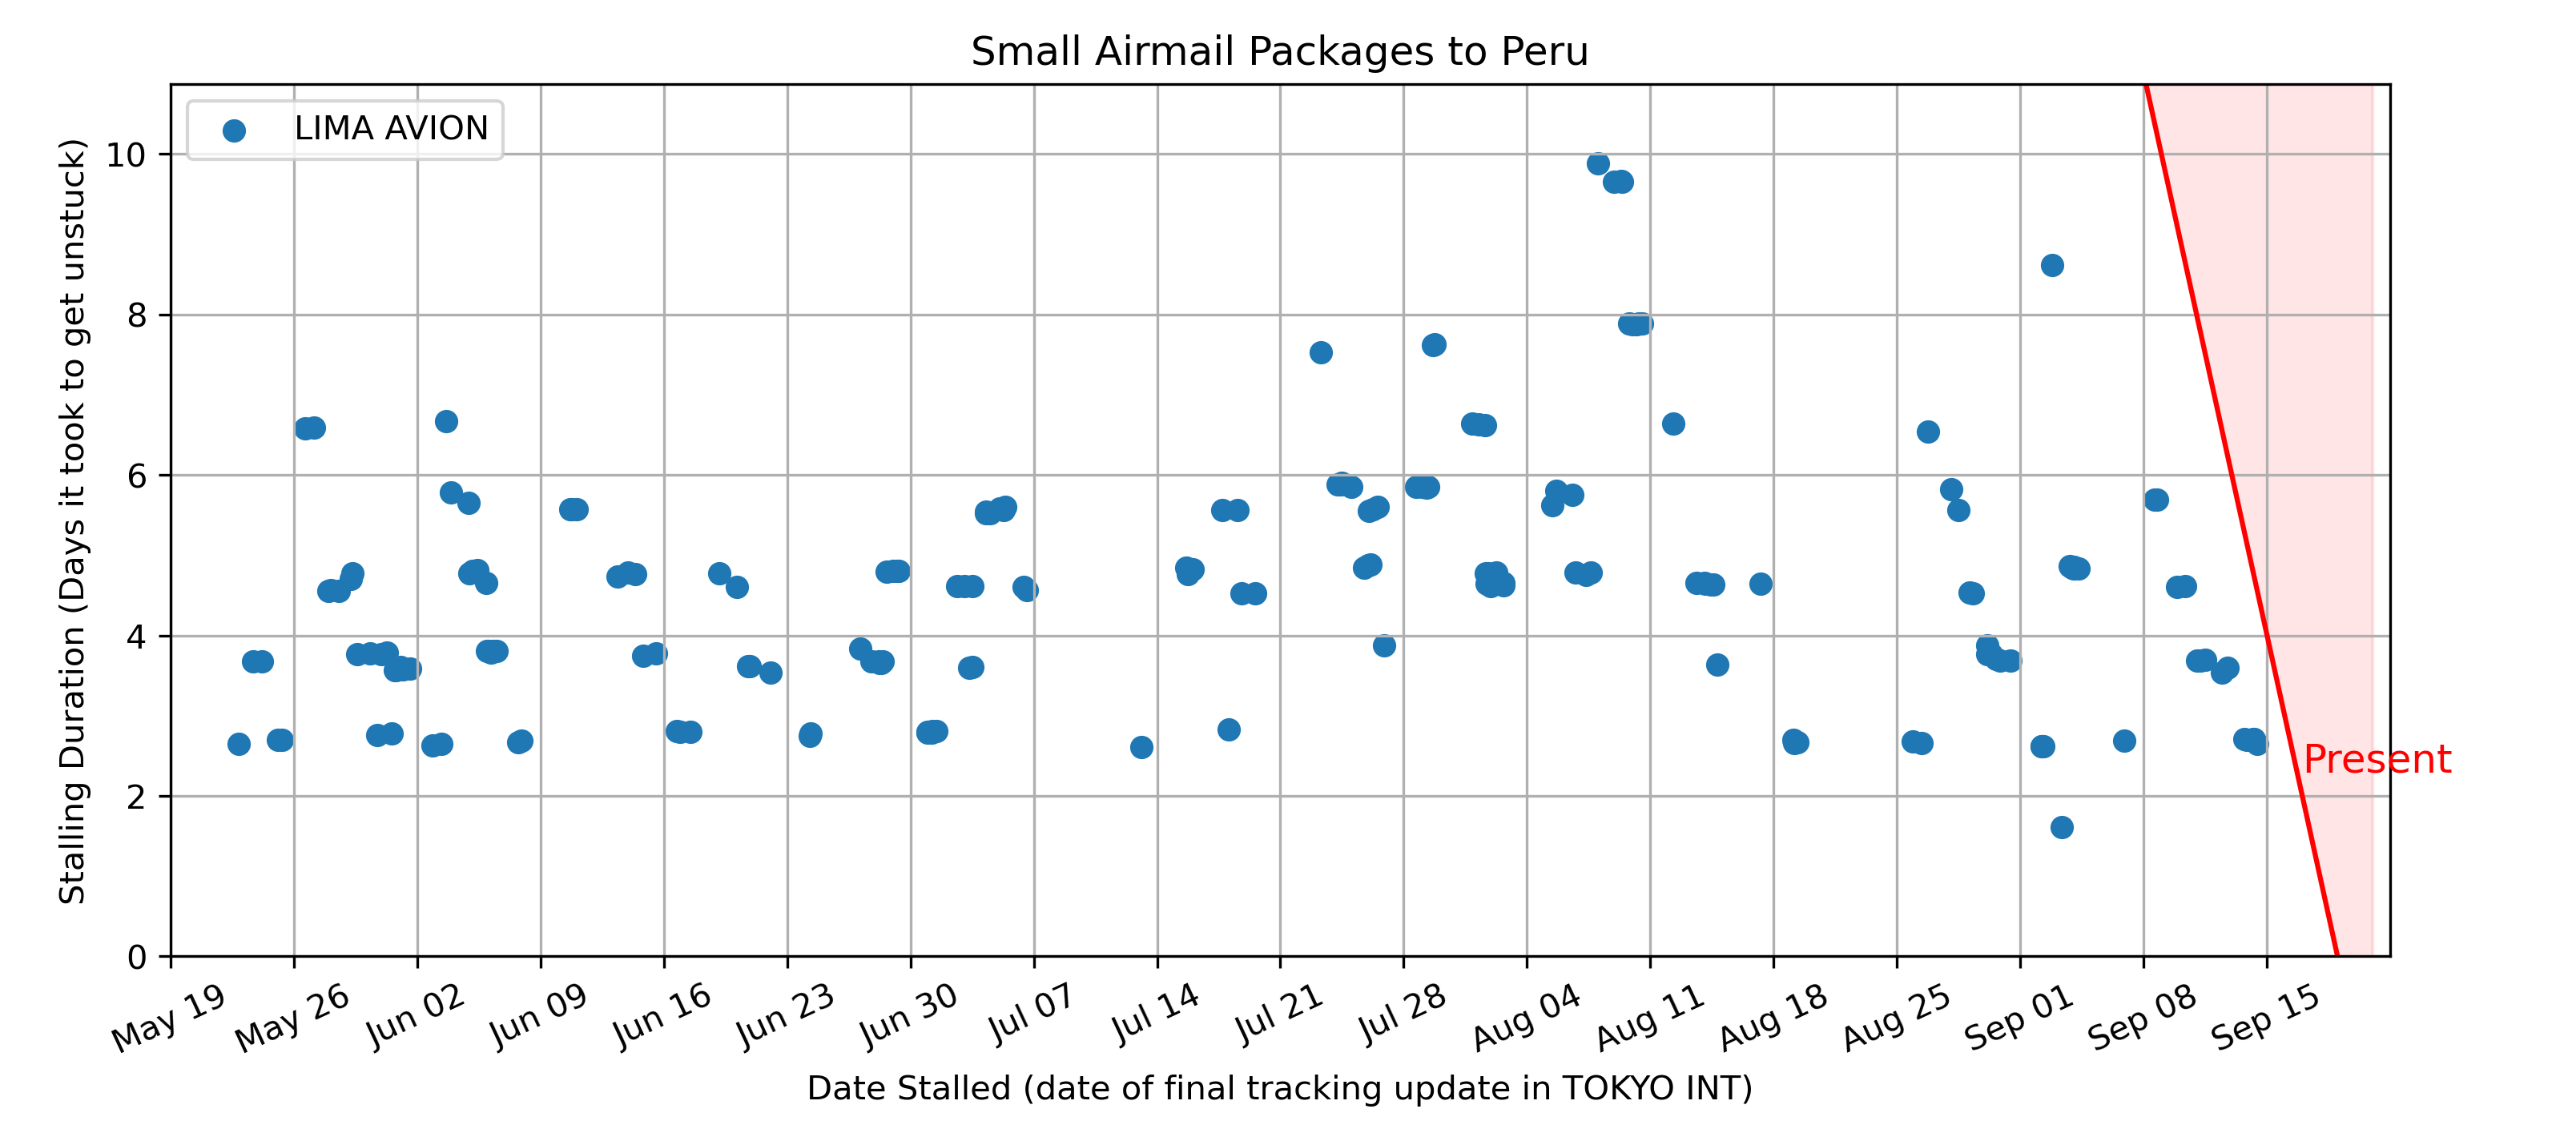 Small Airmail Packages to Peru
LIMA AVION
Stalling Duration (Days it took to get unstuck)
10
8
6
4
2
0
Present
May 19
May 26
Jun 02
Jun 09
Jun 16
Jun 23
Jun 30
Jul 07
Jul 14
Jul 21
Jul 28
Aug 04
Aug 11
Aug 18
Aug 25
Sep 01
Sep 08
Sep 15
Date Stalled (date of final tracking update in TOKYO INT)